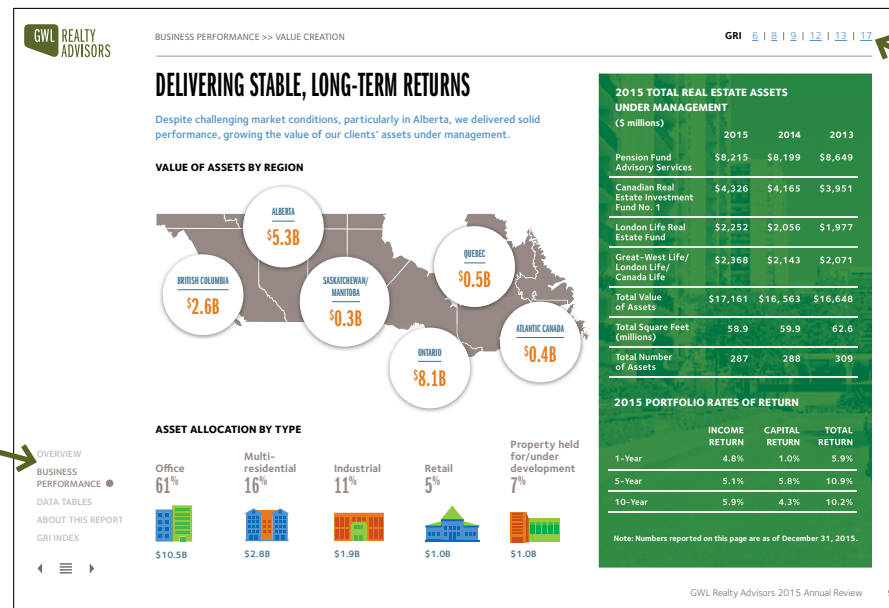 GWL REALTY
ADVISORS
BUSINESS PERFORMANCE >> VALUE CREATION
GRI 6 | 8 | 9 | 12 | 13 | 17
DELIVERING STABLE, LONG-TERM RETURNS
Despite challenging market conditions, particularly in Alberta, we delivered solid
performance, growing the value of our clients' assets under management.
VALUE OF ASSETS BY REGION
ALBERTA
$5.3B
BRITISH COLUMBIA
$2.6B
SASKATCHEWAN/
MANITOBA
$0.3B
QUEBEC
$0.5B
ONTARIO
$8.1B
ATLANTIC CANADA
$0.4B
ASSET ALLOCATION BY TYPE
Office
61%
$10.5B
Multi-
residential
16%
$2.8B
Industrial
11%
$1.9B
Retail
5%
$1.0B
Property held
for/under
development
7%
$1.0B
2015 TOTAL REAL ESTATE ASSETS
UNDER MANAGEMENT
($ millions)
2015 2014 2013
Pension Fund
Advisory Services $8,215 $8,199 $8,649
Canadian Real
Estate Investment
Fund No. 1 $4,326 $4,165 $3,951
London Life Real
Estate Fund $2,252 $2,056 $1,977
Great-West Life/
London Life/
Canada Life $2,368 $2,143 $2,071
Total Value
of Assets $17,161 $16, 563 $16,648
Total Square Feet
(millions) 58.9 59.9 62.6
Total Number
of Assets 287 288 309
2015 PORTFOLIO RATES OF RETURN
INCOME
RETURN
CAPITAL
RETURN
TOTAL
RETURN
1-Year 4.8% 1.0% 5.9%
5-Year 5.1% 5.8% 10.9%
10-Year 5.9% 4.3% 10.2%
Note: Numbers reported on this page are as of December 31, 2015.
OVERVIEW
BUSINESS
PERFORMANCE
DATA TABLES
ABOUT THIS REPORT
GRI INDEX
GWL Realty Advisors 2015 Annual Review